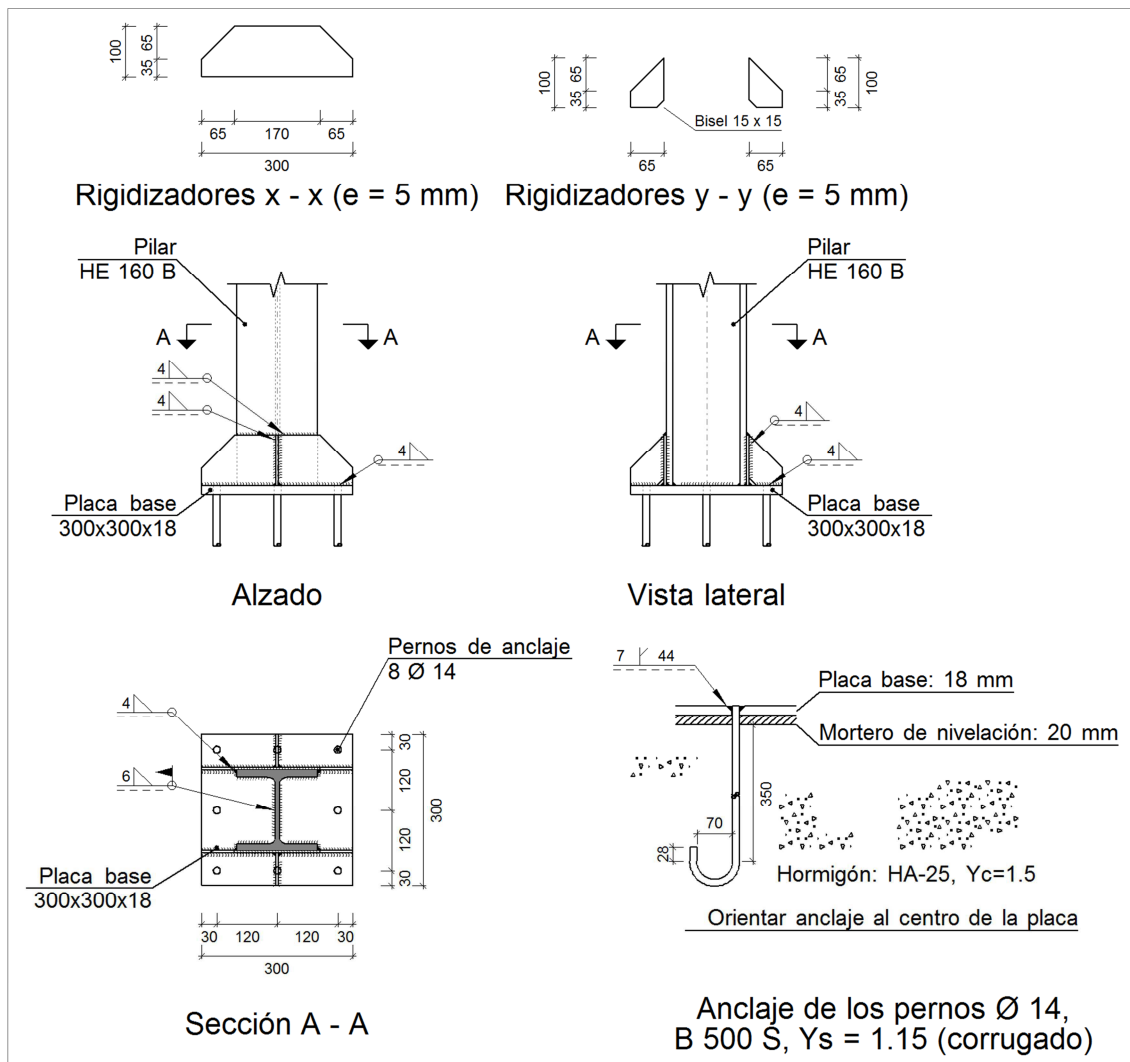 100
65
35
65
170
65
300
Rigidizadores x - x (e = 5 mm)
100
65
35
65
35
100
Bisel 15 x 15
65
65
Rigidizadores y - y (e = 5 mm)
Pilar
HE 160 B
A
A
4
4
4
Placa base
300x300x18
Alzado
Pilar
HE 160 B
A
A
4
4
Placa base
300x300x18
Vista lateral
Pernos de anclaje
8 Ø 14
4
6
30
120
120
30
300
Placa base
300x300x18
30
120
120
30
300
Sección A - A
7
44
Placa base: 18 mm
Mortero de nivelación: 20 mm
350
70
28
Hormigón: HA-25, Yc=1.5
Orientar anclaje al centro de la placa
Anclaje de los pernos Ø 14,
B 500 S, Ys = 1.15 (corrugado)